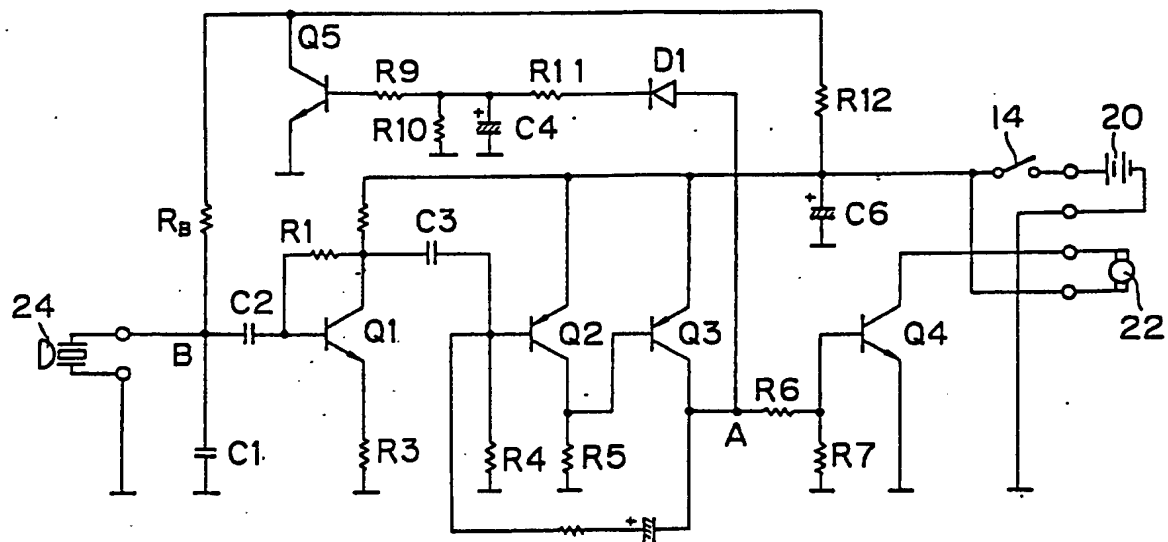 Q5
D1
R9
R11
R12
R10
+
C4
14
20
+
C6
RB
R1
C3
24
C2
22
B
Q1
Q2
Q3
Q4
R6
A
C1
R3
R4
R5
R7
+